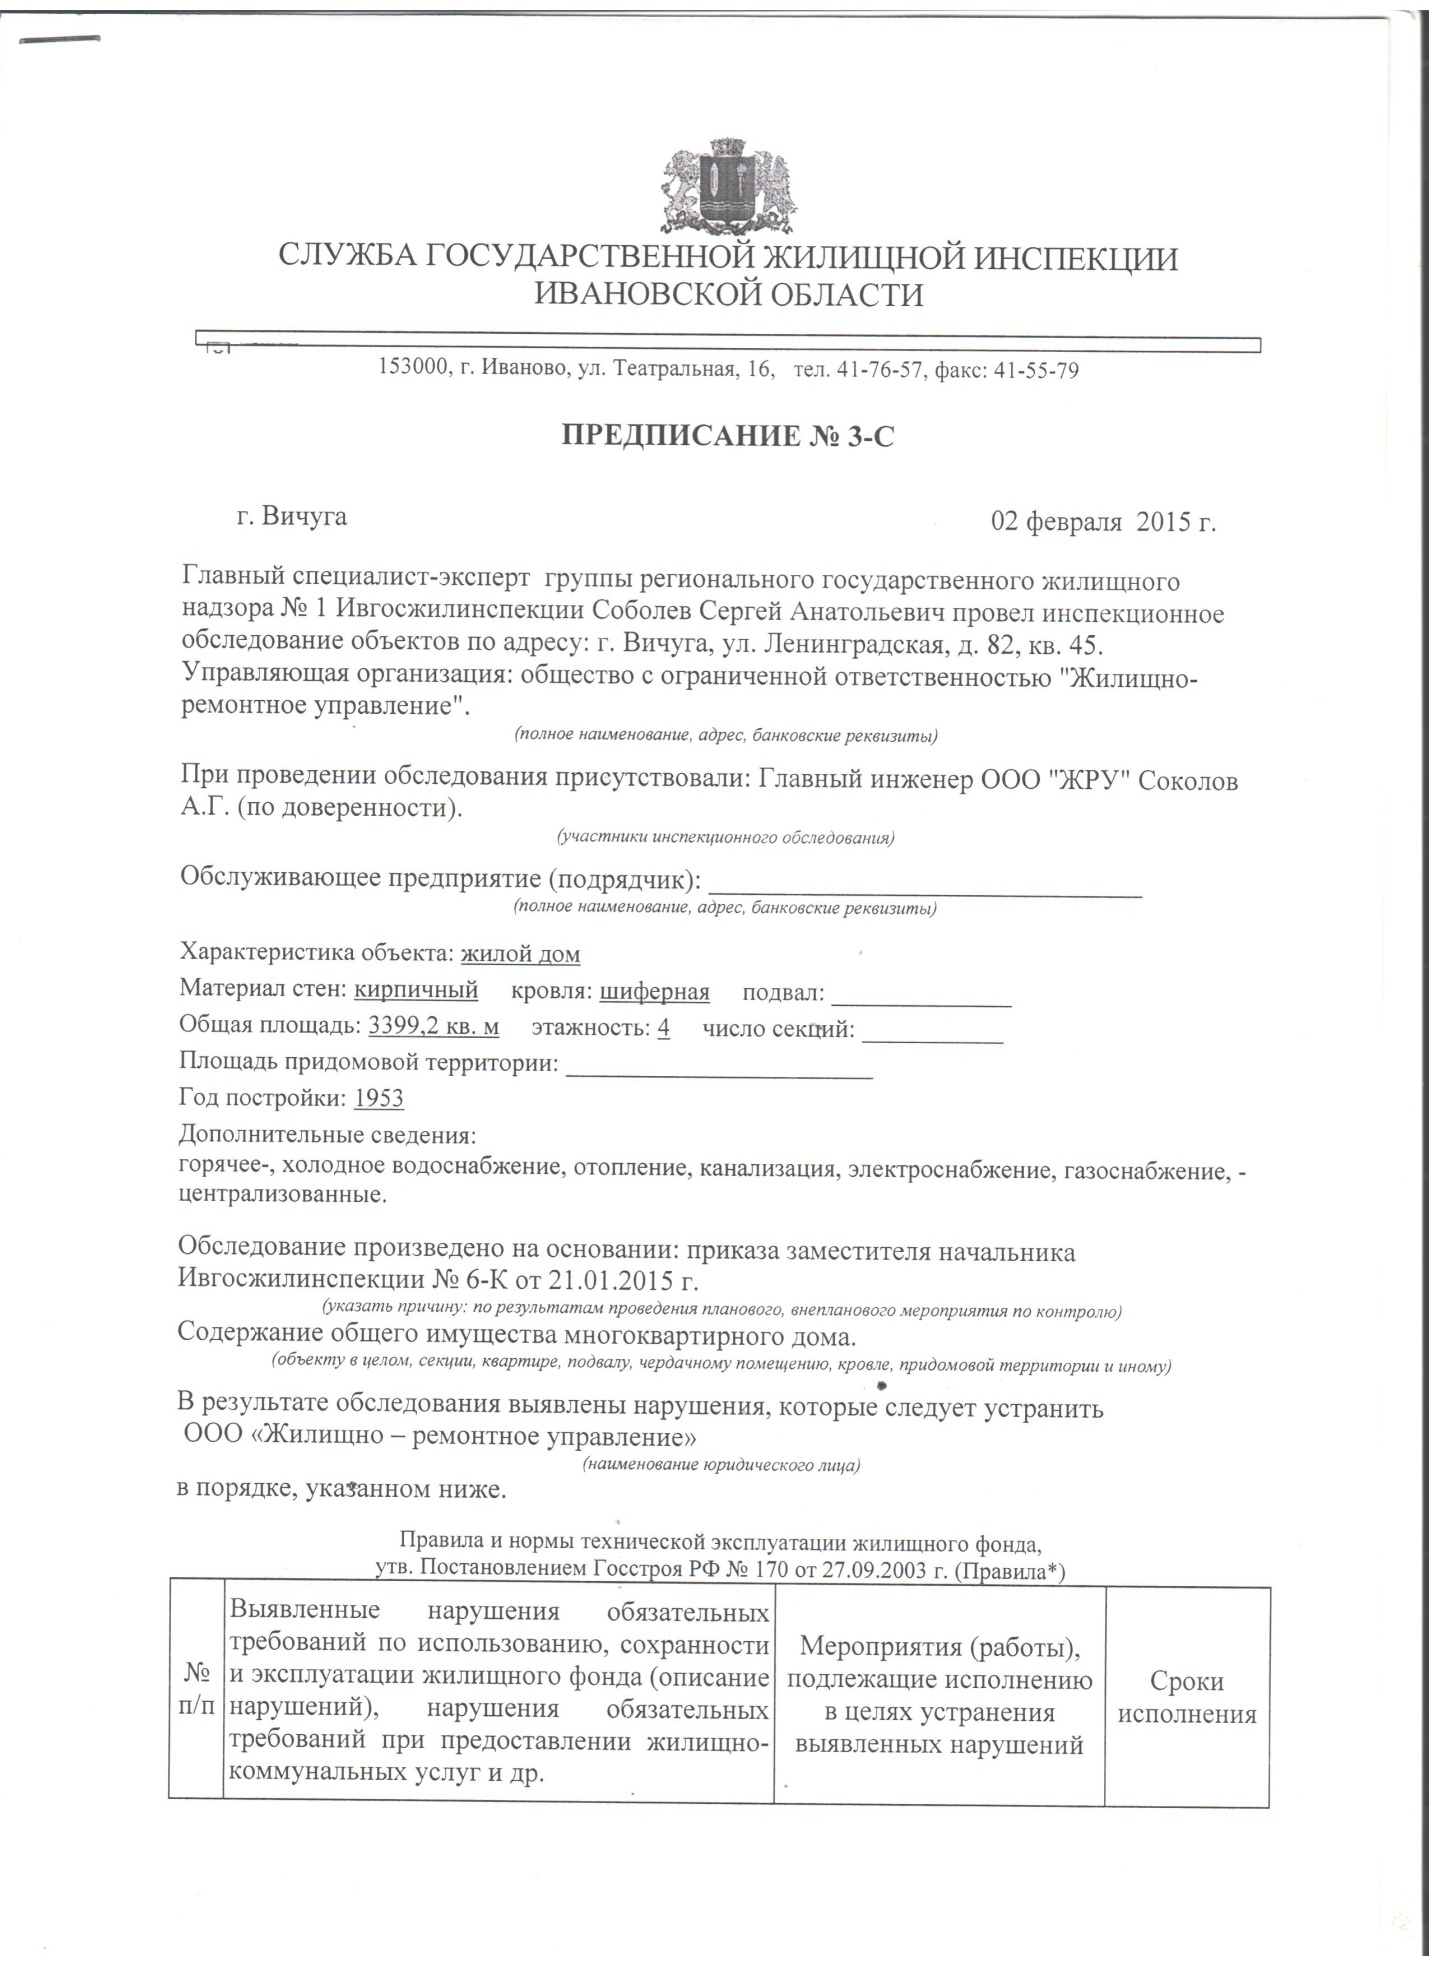 СЛУЖБА ГОСУДАРСТВЕННОЙ ЖИЛИЩНОЙ ИНСПЕКЦИИ
ИВАНОВСКОЙ ОБЛАСТИ
153000, г. Иваново, ул. Театральная, 16, тел. 41-76-57, факс: 41-55-79
ПРЕДПИСАНИЕ № 3-С
г. Вичуга 02 февраля 2015 г.
Главный специалист-эксперт группы регионального государственного жилищного
надзора № 1 Ивгосжилинспекции Соболев Сергей Анатольевич провел инспекционное
обследование объектов по адресу: г. Вичуга, ул. Ленинградская, д. 82, кв. 45.
Управляющая организация: общество с ограниченной ответственностью "Жилищно-
ремонтное управление".
(полное наименование, адрес, банковские реквизиты)
При проведении обследования присутствовали: Главный инженер ООО "ЖРУ" Соколов
А.Г. (по доверенности).
(участники инспекционного обследования)
Обслуживающее предприятие (подрядчик): ______________________________
(полное наименование, адрес, банковские реквизиты)
Характеристика объекта: жилой дом
Материал стен: кирпичный кровля: шиферная подвал: ______________
Общая площадь: 3399,2 кв. м этажность: 4 число секций: ___________
Площадь придомовой территории: ________________________
Год постройки: 1953
Дополнительные сведения:
горячее-, холодное водоснабжение, отопление, канализация, электроснабжение, газоснабжение, -
централизованные.
Обследование произведено на основании: приказа заместителя начальника
Ивгосжилинспекции № 6-К от 21.01.2015 г.
(указать причину: по результатам проведения планового, внепланового мероприятия по контролю)
Содержание общего имущества многоквартирного дома.
(объекту в целом, секции, квартире, подвалу, чердачному помещению, кровле, придомовой территории и иному)
В результате обследования выявлены нарушения, которые следует устранить
ООО «Жилищно – ремонтное управление»
(наименование юридического лица)
в порядке, указанном ниже.
Правила и нормы технической эксплуатации жилищного фонда,
утв. Постановлением Госстроя РФ № 170 от 27.09.2003 г. (Правила*)
№
п/п
Выявленные нарушения обязательных
требований по использованию, сохранности
и эксплуатации жилищного фонда (описание
нарушений), нарушения обязательных
требований при предоставлении жилищно-
коммунальных услуг и др.
Мероприятия (работы),
подлежащие исполнению
в целях устранения
выявленных нарушений
Сроки
исполнения